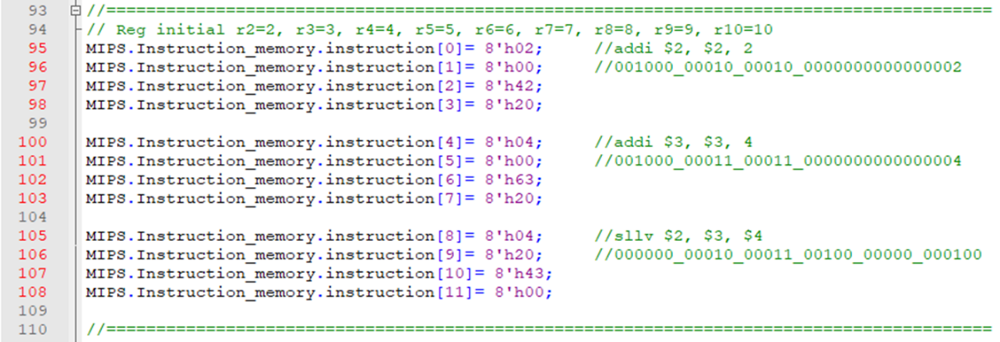 93 //======================================================================
94 // Reg initial r2=2, r3=3, r4=4, r5=5, r6=6, r7=7, r8=8, r9=9, r10=10
95 MIPS.Instruction_memory.instruction[0]= 8'h02; //addi $2, $2, 2
96 MIPS.Instruction_memory.instruction[1]= 8'h00; //001000_00010_00010_0000000000000002
97 MIPS.Instruction_memory.instruction[2]= 8'h42;
98 MIPS.Instruction_memory.instruction[3]= 8'h20;
99
100 MIPS.Instruction_memory.instruction[4]= 8'h04; //addi $3, $3, 4
101 MIPS.Instruction_memory.instruction[5]= 8'h00; //001000_00011_00011_0000000000000004
102 MIPS.Instruction_memory.instruction[6]= 8'h63;
103 MIPS.Instruction_memory.instruction[7]= 8'h20;
104
105 MIPS.Instruction_memory.instruction[8]= 8'h04; //sllv $2, $3, $4
106 MIPS.Instruction_memory.instruction[9]= 8'h20; //000000_00010_00011_00100_00000_000100
107 MIPS.Instruction_memory.instruction[10]= 8'h43;
108 MIPS.Instruction_memory.instruction[11]= 8'h00;
109
110 //======================================================================